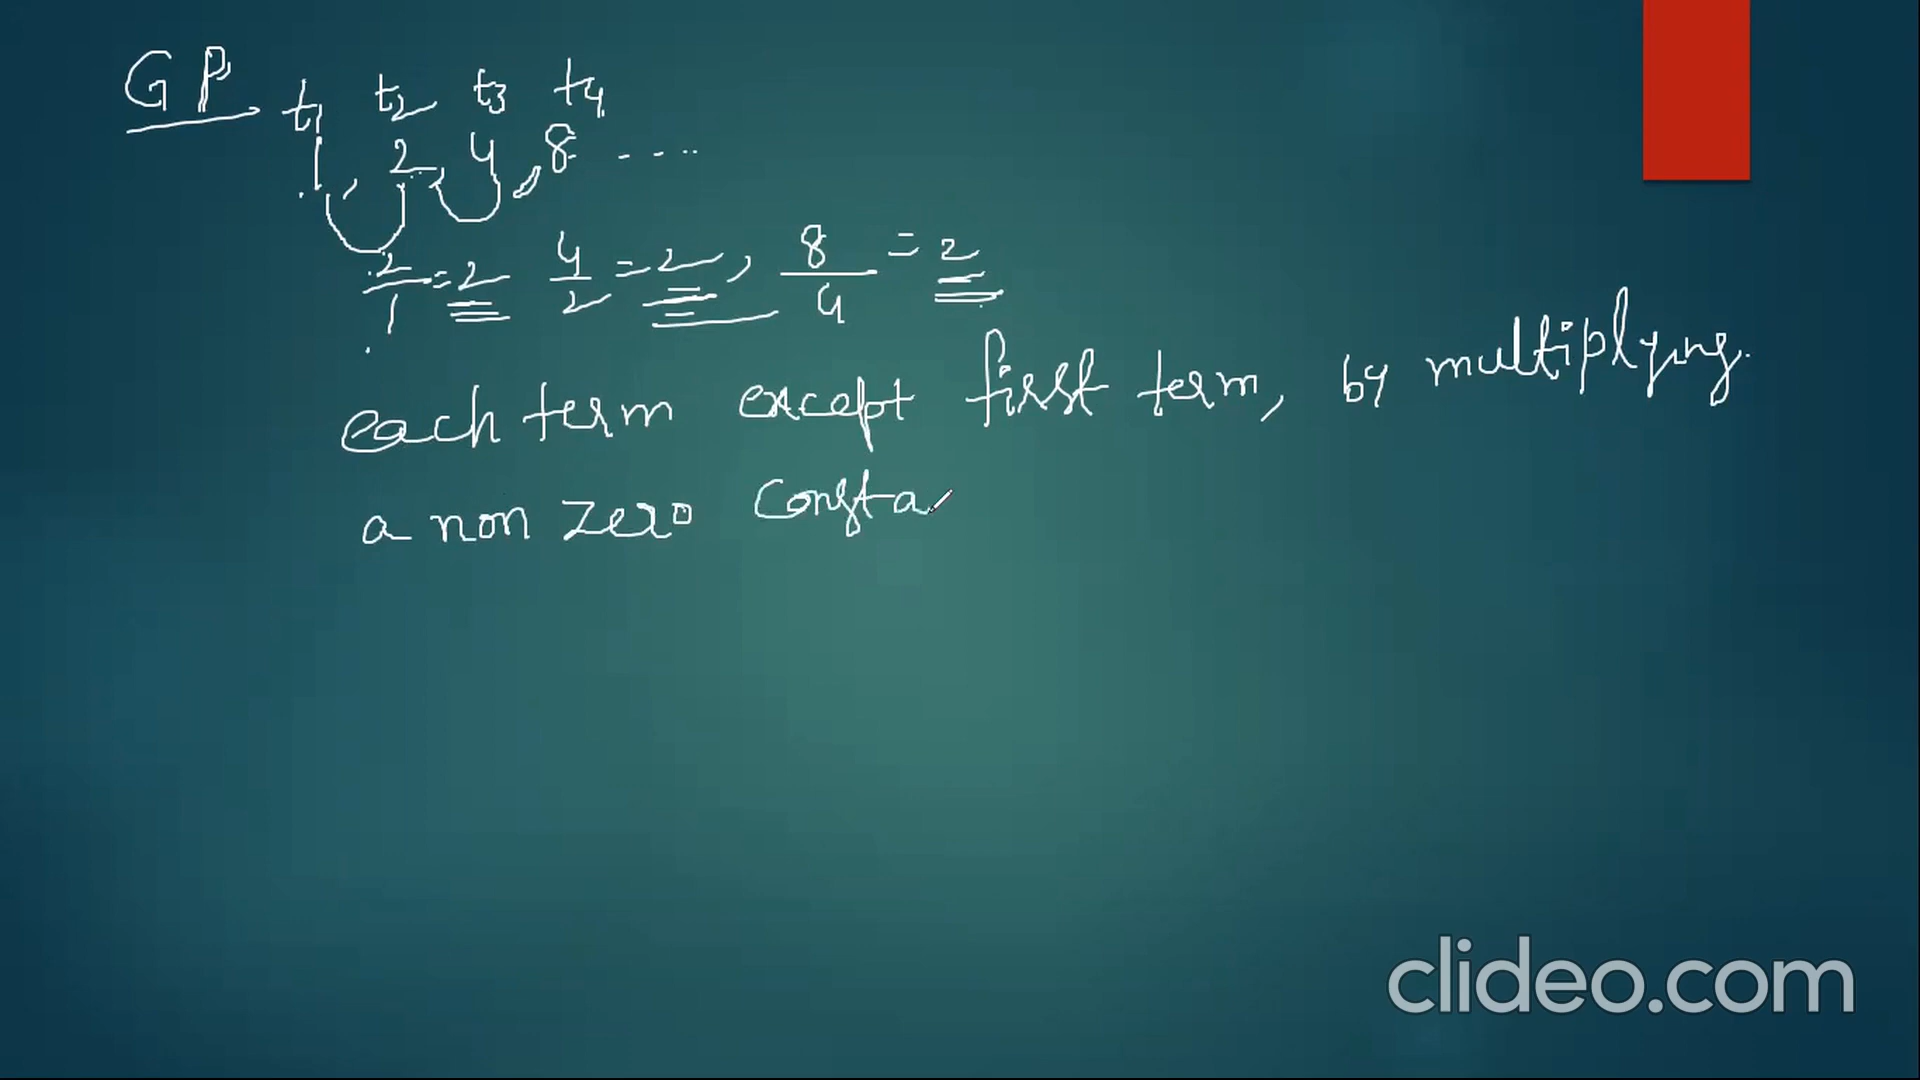 GP t1 t2 t3 t4
1, 2, 4, 8 ....
2/1 = 2 4/2 = 2, 8/4 = 2
each term except first term, by multiplying
a non zero consta
clideo.com